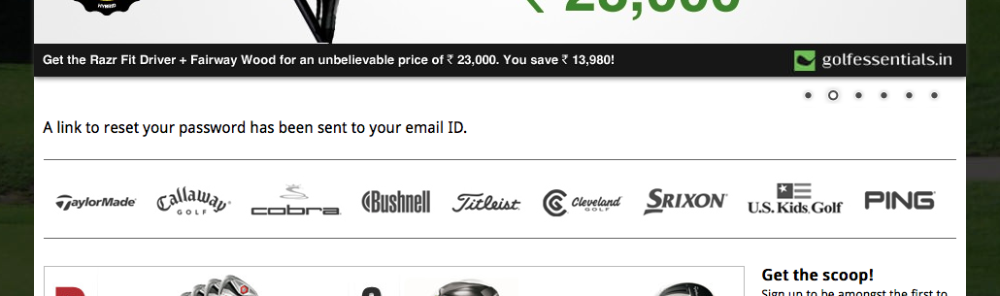 HYBRID
₹ 23,000
Get the Razr Fit Driver + Fairway Wood for an unbelievable price of ₹ 23,000. You save ₹ 13,980!
golfessentials.in
A link to reset your password has been sent to your email ID.
TaylorMade Callaway GOLF cobra Bushnell Titleist Cleveland GOLF SRIXON U.S. Kids Golf PING
Get the scoop!
Sign up to be amongst the first to